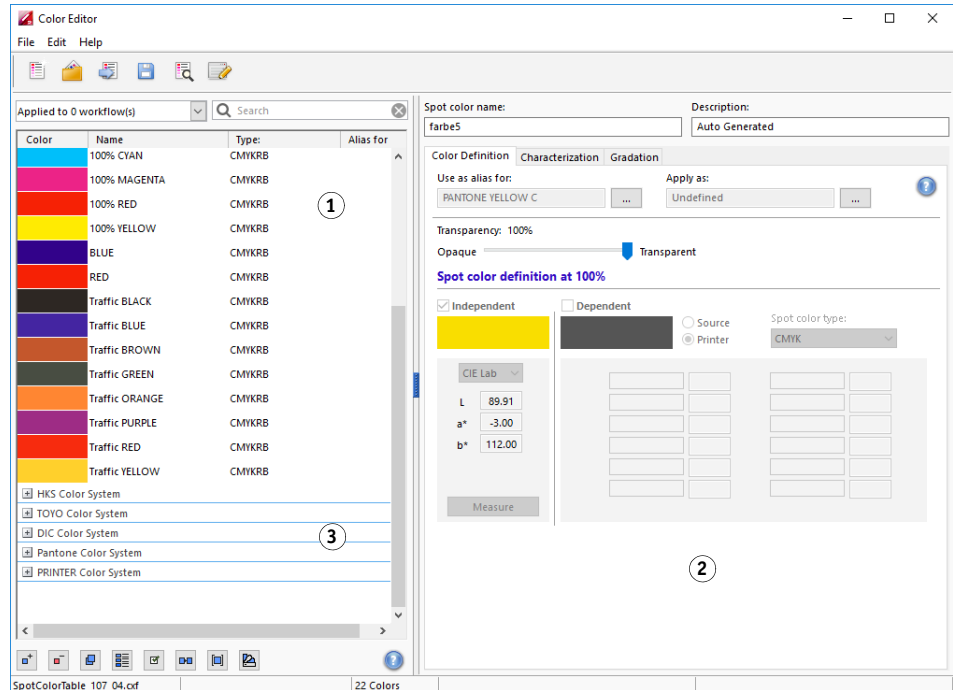 Color Editor
File Edit Help
Applied to 0 workflow(s)
Search
Color Name Type: Alias for
100% CYAN CMYKRB
100% MAGENTA CMYKRB
100% RED CMYKRB
100% YELLOW CMYKRB
BLUE CMYKRB
RED CMYKRB
Traffic BLACK CMYKRB
Traffic BLUE CMYKRB
Traffic BROWN CMYKRB
Traffic GREEN CMYKRB
Traffic ORANGE CMYKRB
Traffic PURPLE CMYKRB
Traffic RED CMYKRB
Traffic YELLOW CMYKRB
HKS Color System
TOYO Color System
DIC Color System
Pantone Color System
PRINTER Color System
1
3
Spot color name: Description:
farbe5 Auto Generated
Color Definition Characterization Gradation
Use as alias for: Apply as:
PANTONE YELLOW C ... Undefined ...
?
Transparency: 100%
Opaque Transparent
Spot color definition at 100%
Independent Dependent
Source
Printer
Spot color type:
CMYK
CIE Lab
L 89.91
a* -3.00
b* 112.00
Measure
2
?
SpotColorTable_107_04.cxf 22 Colors